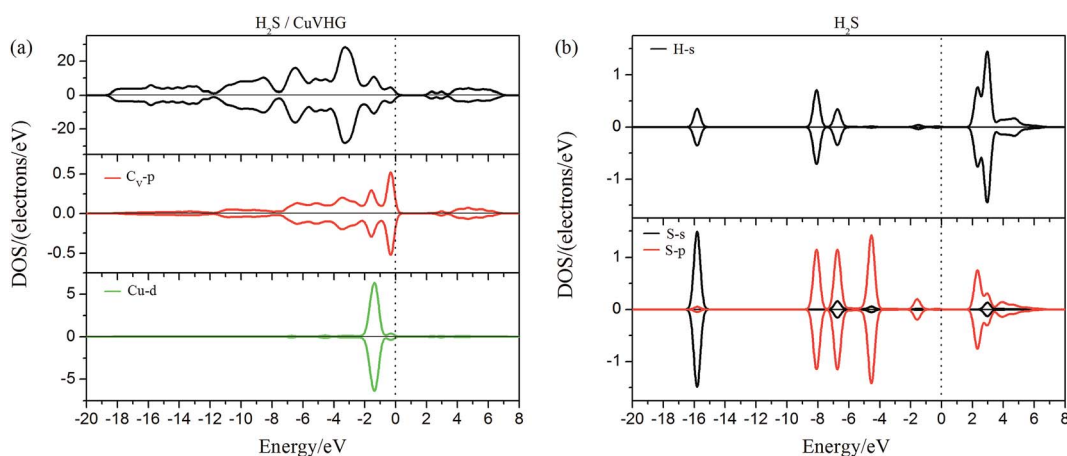 (a)
H₂S / CuVHG
20
0
-20
Cᵥ-p
0.5
0.0
-0.5
Cu-d
5
0
-5
DOS/(electrons/eV)
-20 -18 -16 -14 -12 -10 -8 -6 -4 -2 0 2 4 6 8
Energy/eV
(b)
H₂S
H-s
1
0
-1
S-s
S-p
1
0
-1
DOS/(electrons/eV)
-20 -18 -16 -14 -12 -10 -8 -6 -4 -2 0 2 4 6 8
Energy/eV